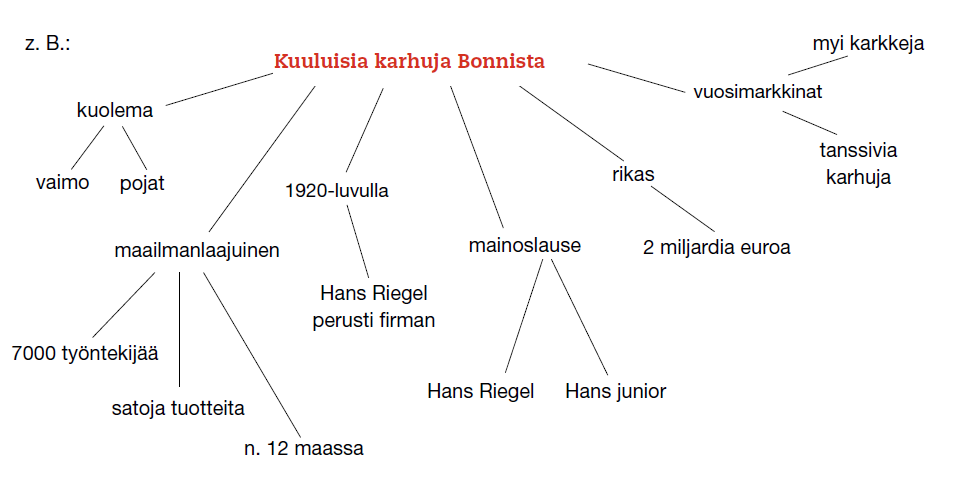 z. B.:
Kuuluisia karhuja Bonnista
myi karkkeja
vuosimarkkinat
tanssivia
karhuja
kuolema
vaimo
pojat
maailmanlaajuinen
7000 työntekijää
satoja tuotteita
n. 12 maassa
1920-luvulla
Hans Riegel
perusti firman
mainoslause
Hans Riegel
Hans junior
rikas
2 miljardia euroa